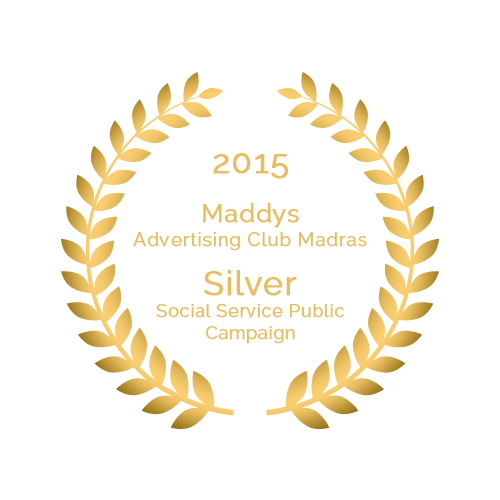 2015
Maddys
Advertising Club Madras
Silver
Social Service Public
Campaign